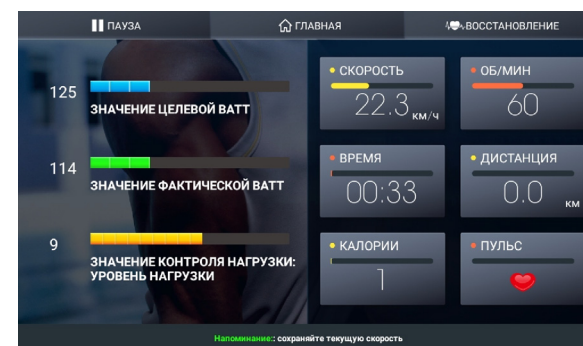 ПАУЗА
ГЛАВНАЯ
ВОССТАНОВЛЕНИЕ
125
ЗНАЧЕНИЕ ЦЕЛЕВОЙ ВАТТ
114
ЗНАЧЕНИЕ ФАКТИЧЕСКОЙ ВАТТ
9
ЗНАЧЕНИЕ КОНТРОЛЯ НАГРУЗКИ:
УРОВЕНЬ НАГРУЗКИ
СКОРОСТЬ
22.3 КМ/Ч
ОБ/МИН
60
ВРЕМЯ
00:33
ДИСТАНЦИЯ
0.0 КМ
КАЛОРИИ
1
ПУЛЬС
Напоминание:: сохраняйте текущую скорость